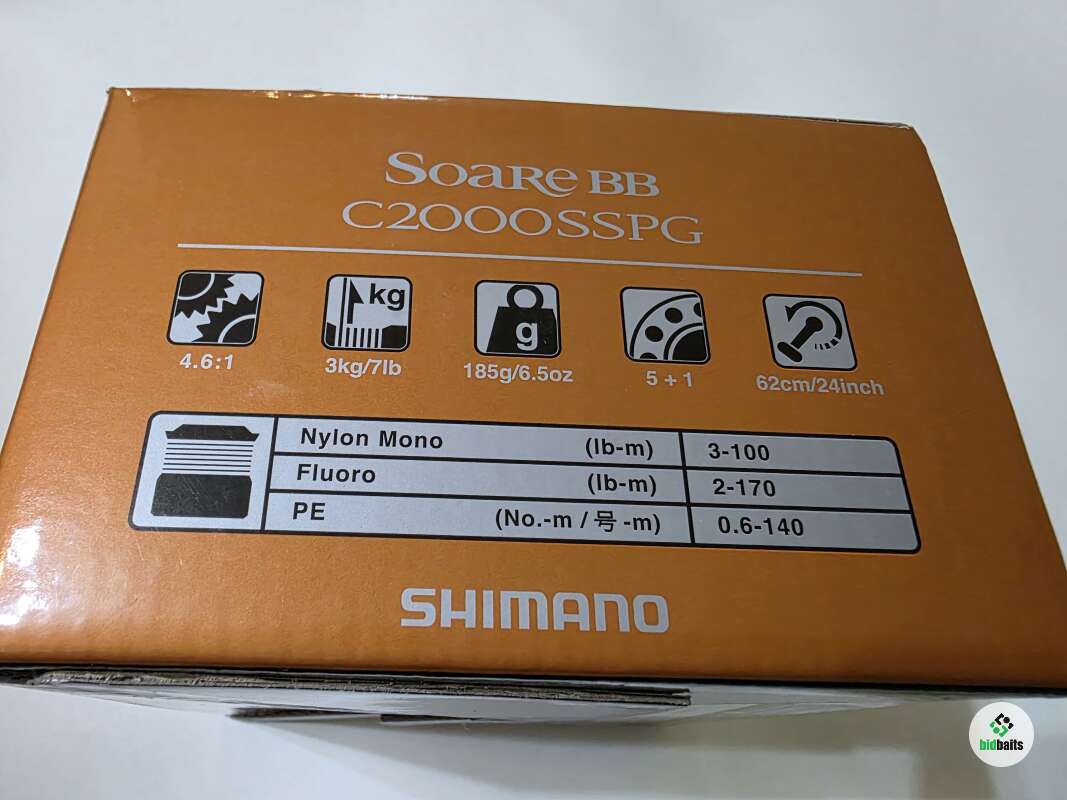 Soare BB
C2000SSPG
kg
g
4.6:1
3kg/7lb
185g/6.5oz
5+1
62cm/24inch
Nylon Mono (lb-m) 3-100
Fluoro (lb-m) 2-170
PE (No.-m / 号 -m) 0.6-140
SHIMANO
bidbaits